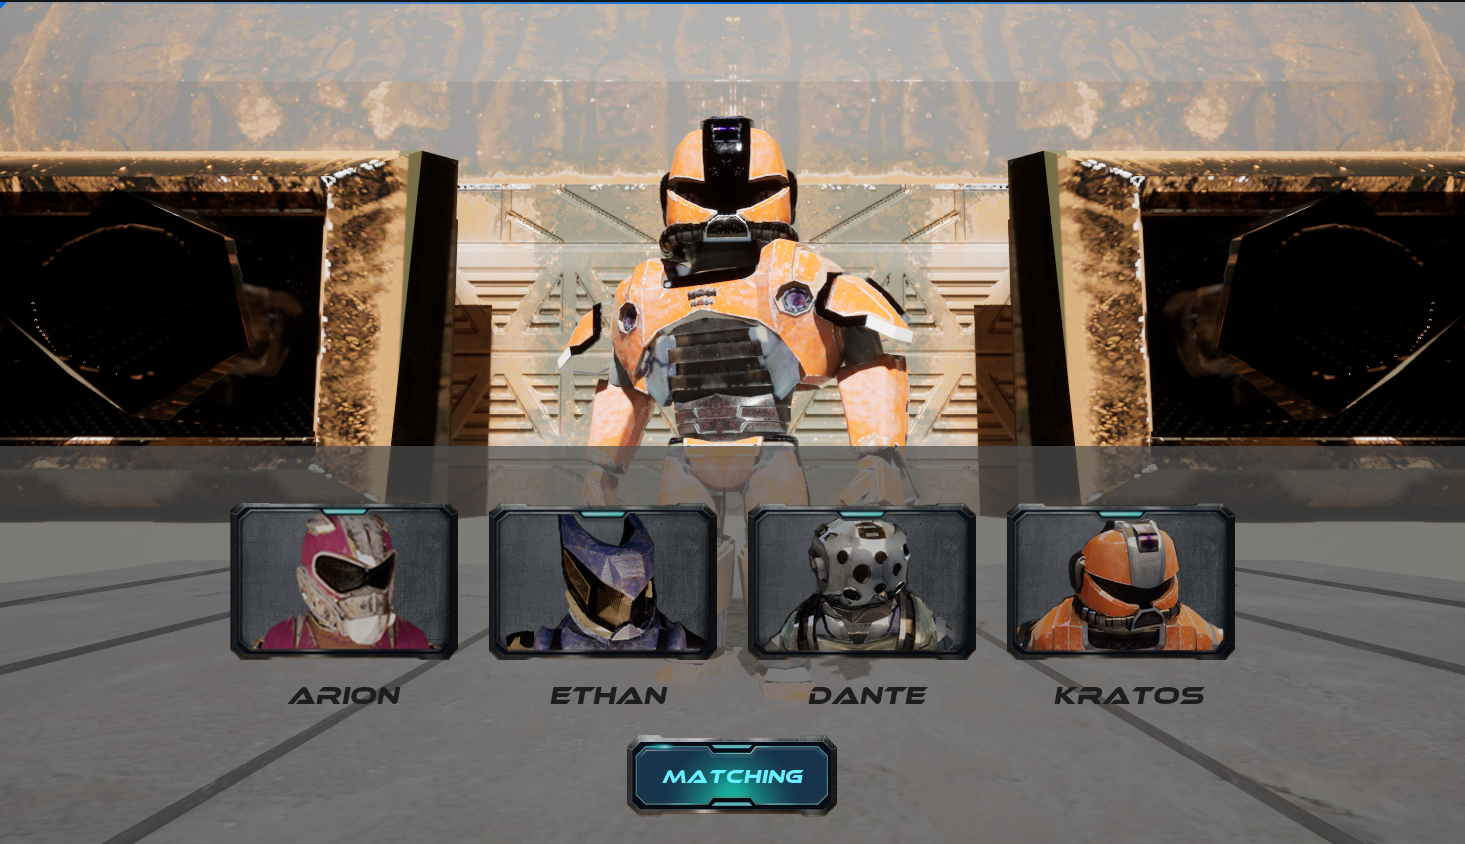 ARION
ETHAN
DANTE
KRATOS
MATCHING